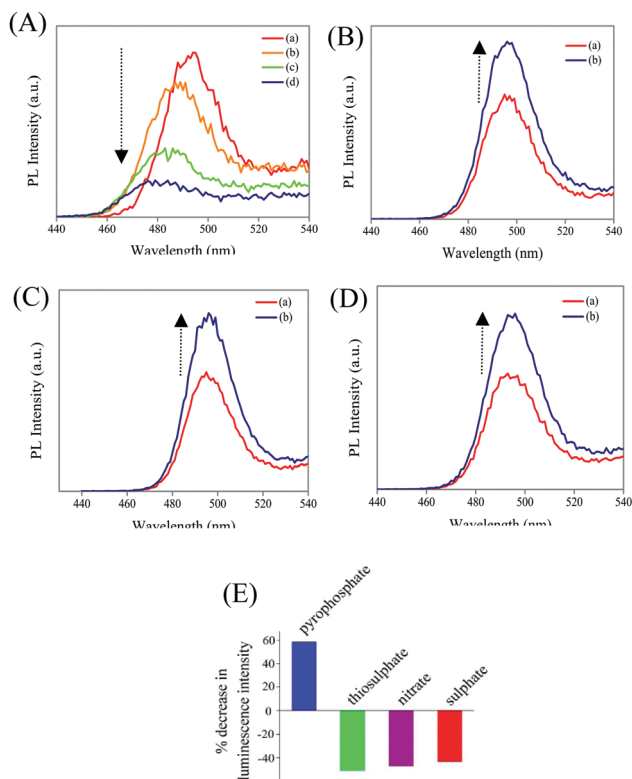 (A)
(a)
(b)
(c)
(d)
PL Intensity (a.u.)
440 460 480 500 520 540
Wavelength (nm)
(B)
(a)
(b)
PL Intensity (a.u.)
440 460 480 500 520 540
Wavelength (nm)
(C)
(a)
(b)
PL Intensity (a.u.)
440 460 480 500 520 540
Wavelength (nm)
(D)
(a)
(b)
PL Intensity (a.u.)
440 460 480 500 520 540
Wavelength (nm)
(E)
% decrease in
luminescence intensity
60
40
20
0
-40
pyrophosphate
thiosulphate
nitrate
sulphate